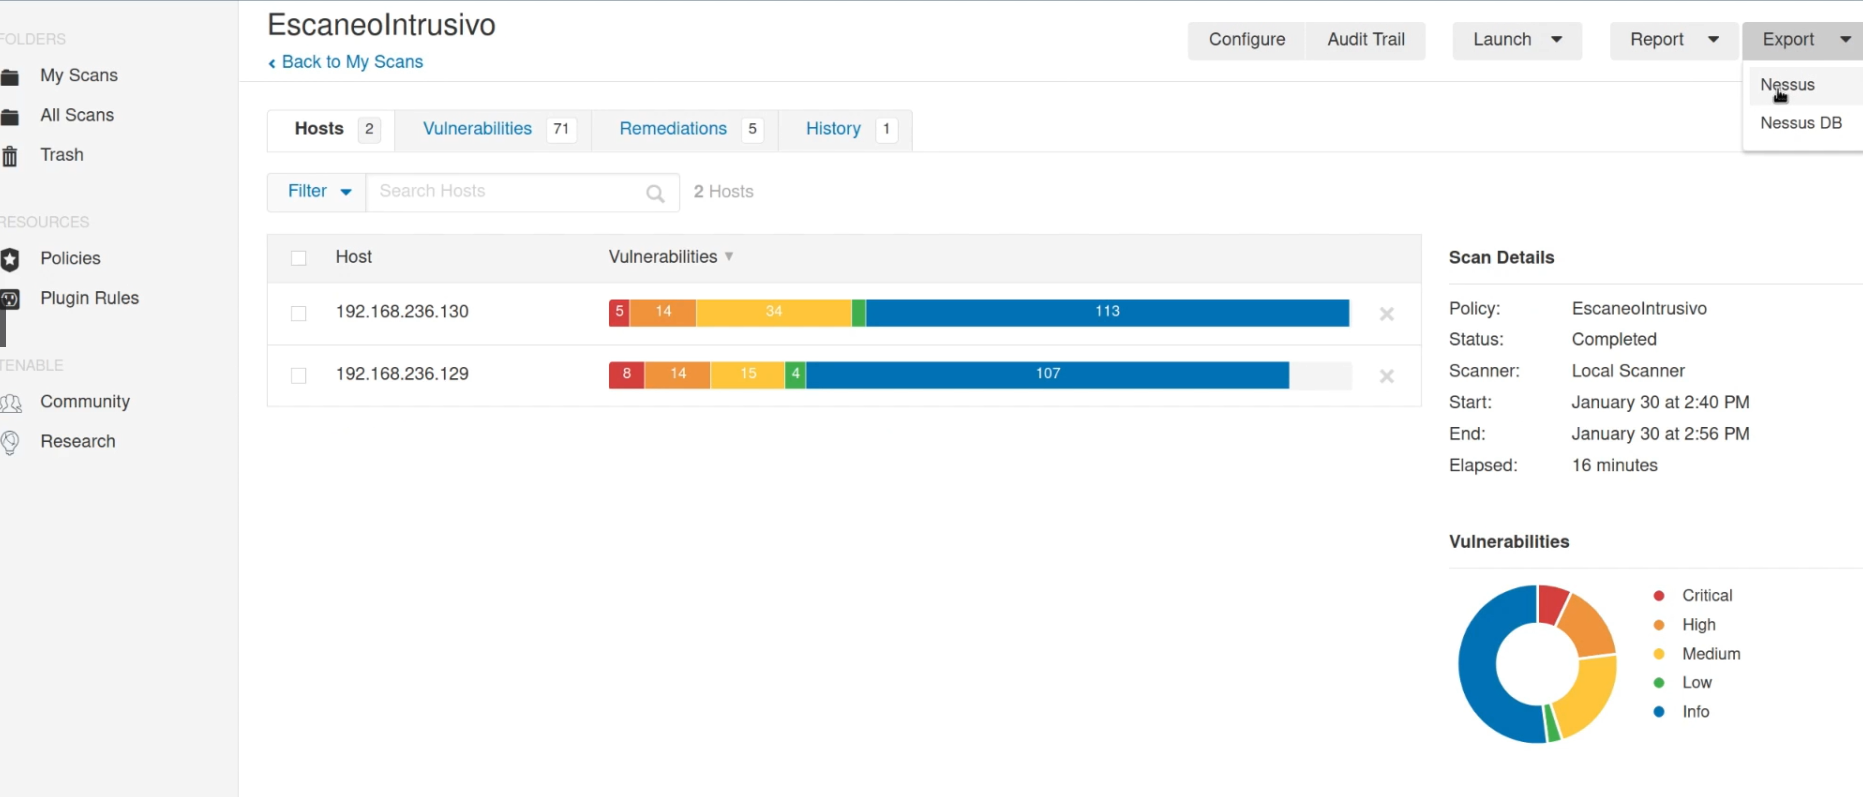 EscaneoIntrusivo
Back to My Scans
Configure
Audit Trail
Launch
Report
Export
Nessus
Nessus DB
FOLDERS
My Scans
All Scans
Trash
RESOURCES
Policies
Plugin Rules
TENABLE
Community
Research
Hosts 2
Vulnerabilities 71
Remediations 5
History 1
Filter
Search Hosts
2 Hosts
Host Vulnerabilities
192.168.236.130 5 14 34 113
192.168.236.129 8 14 15 4 107
Scan Details
Policy: EscaneoIntrusivo
Status: Completed
Scanner: Local Scanner
Start: January 30 at 2:40 PM
End: January 30 at 2:56 PM
Elapsed: 16 minutes
Vulnerabilities
Critical
High
Medium
Low
Info